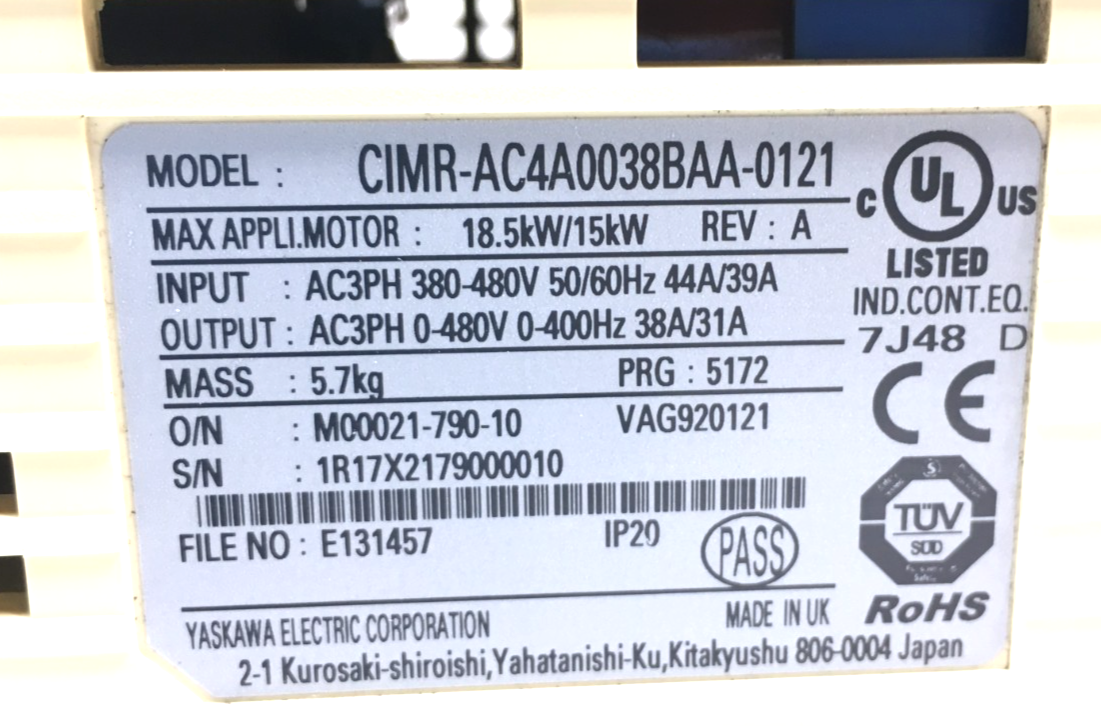 MODEL : CIMR-AC4A0038BAA-0121
MAX APPLI.MOTOR : 18.5kW/15kW REV : A
INPUT : AC3PH 380-480V 50/60Hz 44A/39A
OUTPUT : AC3PH 0-480V 0-400Hz 38A/31A
MASS : 5.7kg PRG : 5172
O/N : M00021-790-10 VAG920121
S/N : 1R17X2179000010
FILE NO : E131457 IP20 PASS
YASKAWA ELECTRIC CORPORATION MADE IN UK
2-1 Kurosaki-shiroishi,Yahatanishi-Ku,Kitakyushu 806-0004 Japan
C UL US
LISTED
IND.CONT.EQ.
7J48 D
CE
TÜV
SÜD
RoHS